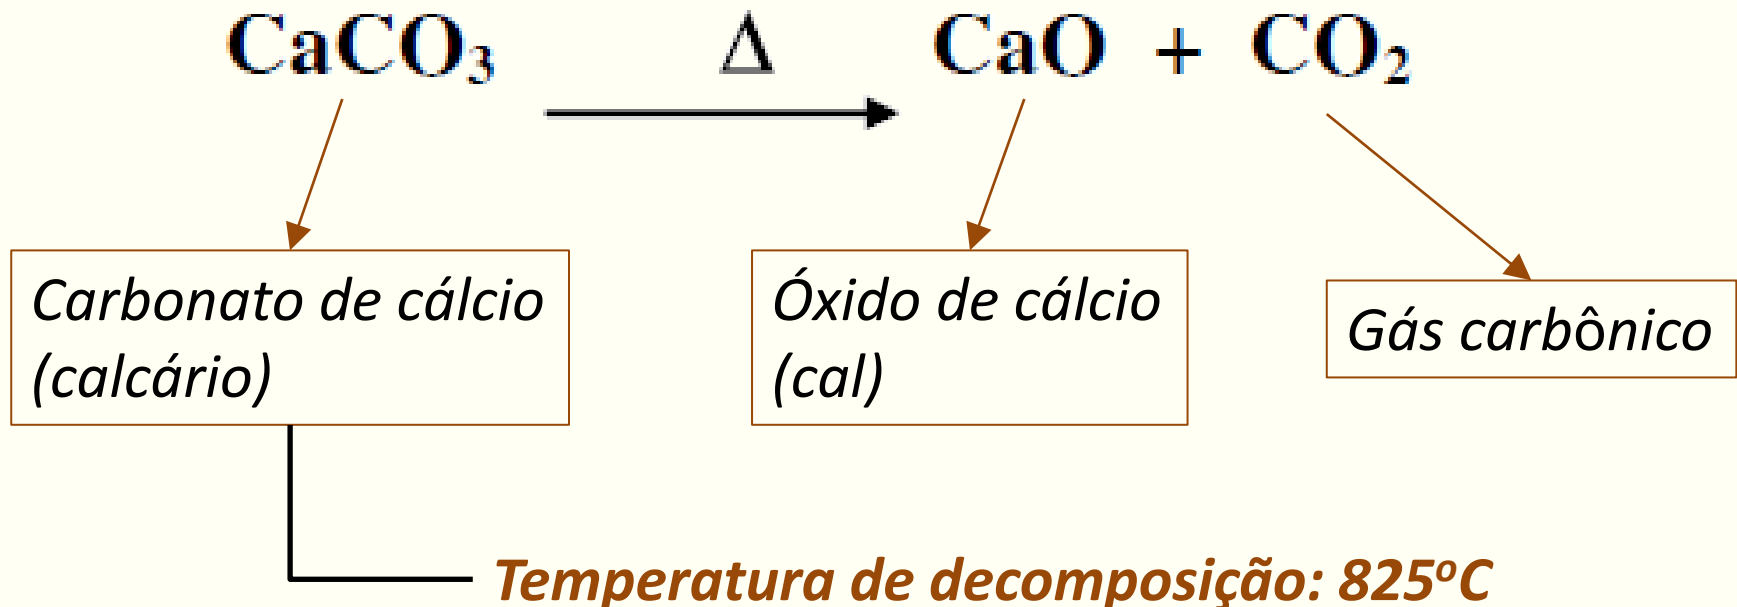 CaCO₃ Δ CaO + CO₂
Carbonato de cálcio
(calcário)
Óxido de cálcio
(cal)
Gás carbônico
Temperatura de decomposição: 825ºC